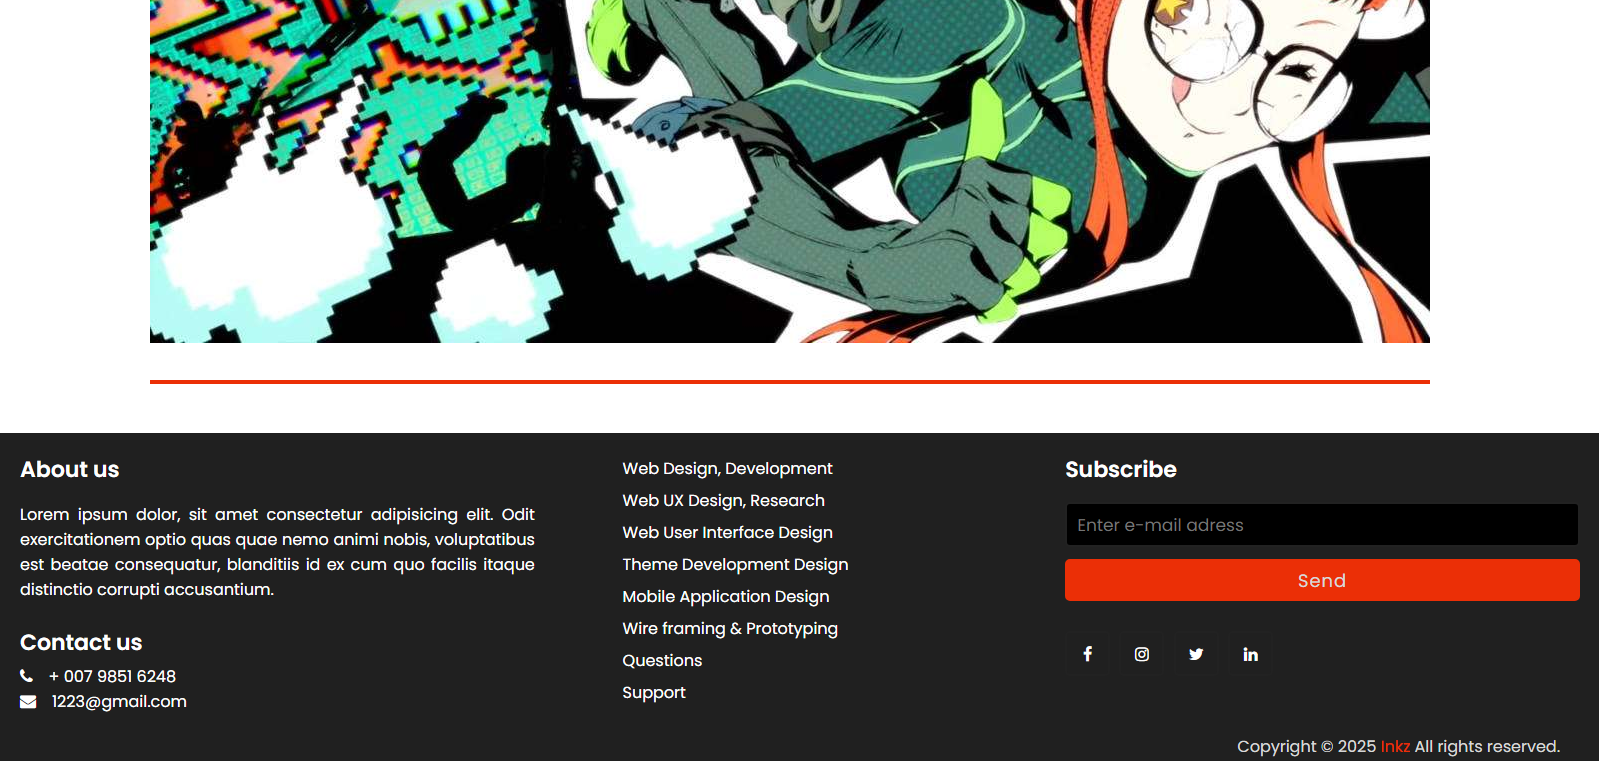 About us
Lorem ipsum dolor, sit amet consectetur adipisicing elit. Odit
exercitationem optio quas quae nemo animi nobis, voluptatibus
est beatae consequatur, blanditiis id ex cum quo facilis itaque
distinctio corrupti accusantium.
Contact us
+ 007 9851 6248
1223@gmail.com
Web Design, Development
Web UX Design, Research
Web User Interface Design
Theme Development Design
Mobile Application Design
Wire framing & Prototyping
Questions
Support
Subscribe
Enter e-mail adress
Send
Copyright © 2025 Inkz All rights reserved.